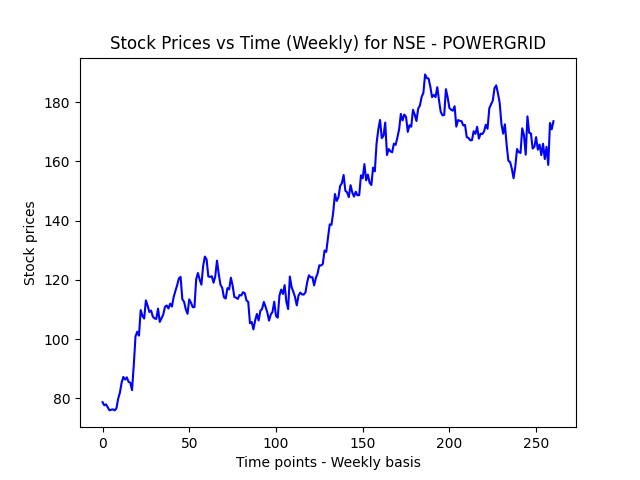 Stock Prices vs Time (Weekly) for NSE - POWERGRID
180
160
140
120
100
80
Stock prices
0 50 100 150 200 250
Time points - Weekly basis